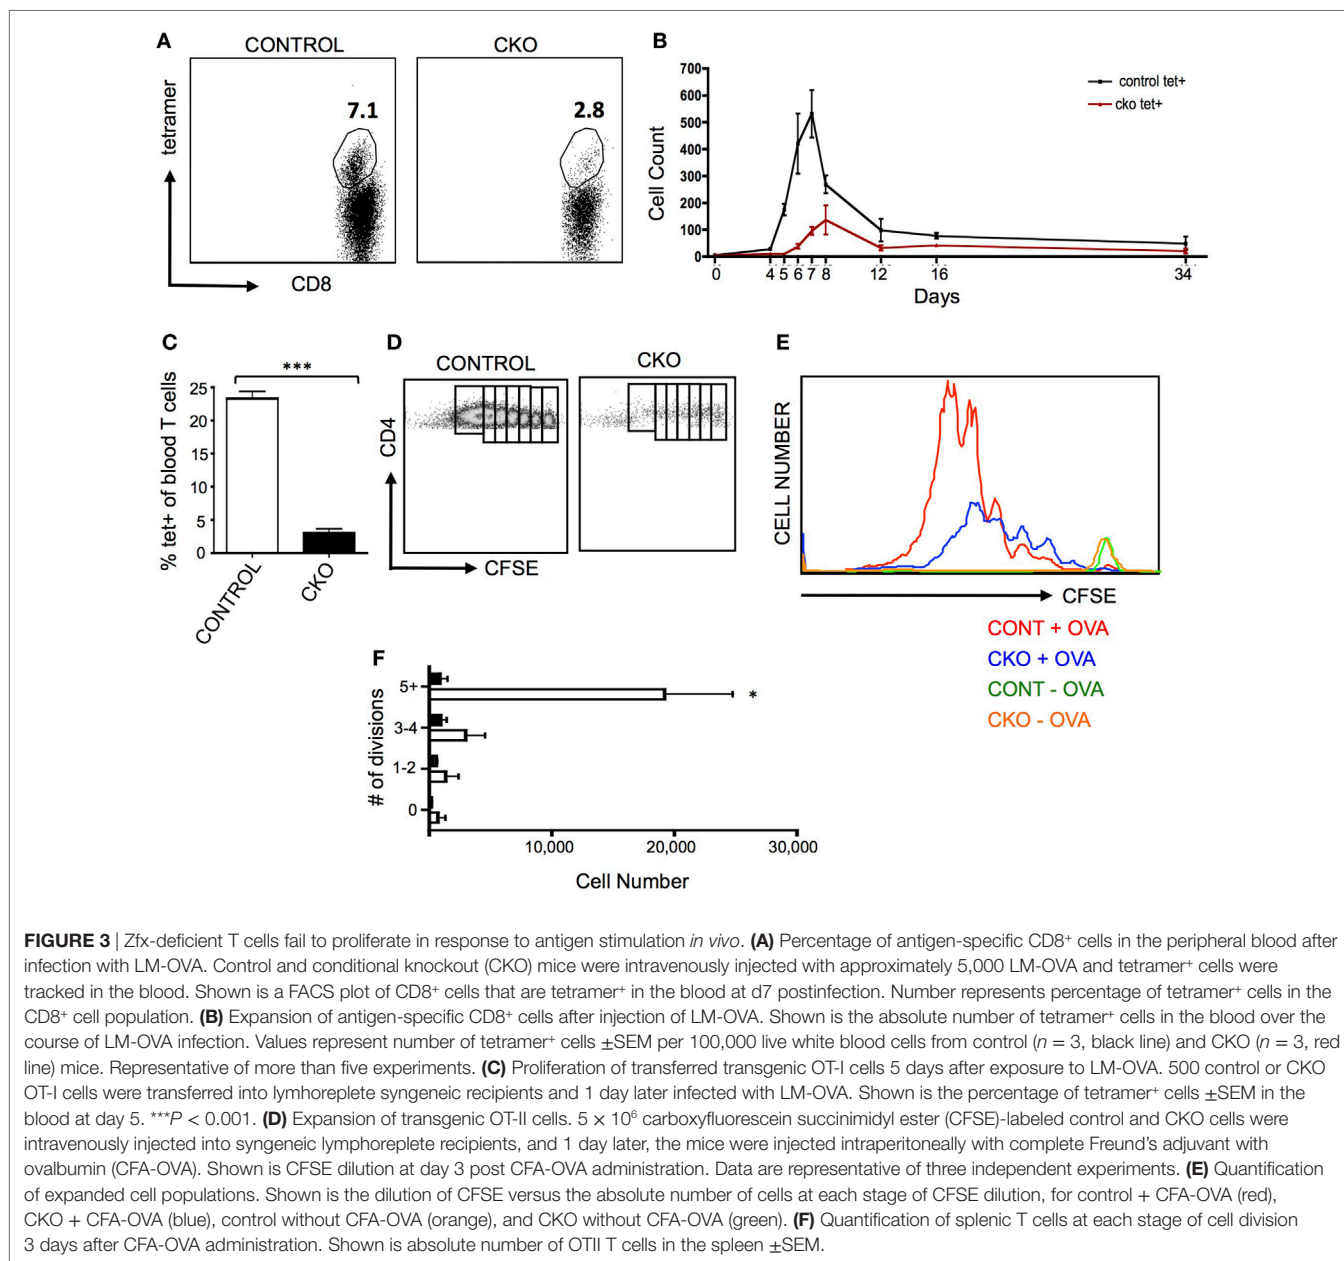 A
CONTROL
CKO
tetramer
7.1
2.8
CD8
B
700
600
500
400
300
200
100
0
Cell Count
control tet+
cko tet+
0 4 5 6 7 8 12 16 34
Days
C
***
% tet+ of blood T cells
25
20
15
10
5
0
CONTROL
CKO
D
CONTROL
CKO
CD4
CFSE
E
CELL NUMBER
CFSE
CONT + OVA
CKO + OVA
CONT - OVA
CKO - OVA
F
# of divisions
5+
3-4
1-2
0
*
10,000 20,000 30,000
Cell Number
FIGURE 3 | Zfx-deficient T cells fail to proliferate in response to antigen stimulation in vivo. (A) Percentage of antigen-specific CD8⁺ cells in the peripheral blood after
infection with LM-OVA. Control and conditional knockout (CKO) mice were intravenously injected with approximately 5,000 LM-OVA and tetramer⁺ cells were
tracked in the blood. Shown is a FACS plot of CD8⁺ cells that are tetramer⁺ in the blood at d7 postinfection. Number represents percentage of tetramer⁺ cells in the
CD8⁺ cell population. (B) Expansion of antigen-specific CD8⁺ cells after injection of LM-OVA. Shown is the absolute number of tetramer⁺ cells in the blood over the
course of LM-OVA infection. Values represent number of tetramer⁺ cells ±SEM per 100,000 live white blood cells from control (n = 3, black line) and CKO (n = 3, red
line) mice. Representative of more than five experiments. (C) Proliferation of transferred transgenic OT-I cells 5 days after exposure to LM-OVA. 500 control or CKO
OT-I cells were transferred into lymhoreplete syngeneic recipients and 1 day later infected with LM-OVA. Shown is the percentage of tetramer⁺ cells ±SEM in the
blood at day 5. ***P < 0.001. (D) Expansion of transgenic OT-II cells. 5 × 10⁶ carboxyfluorescein succinimidyl ester (CFSE)-labeled control and CKO cells were
intravenously injected into syngeneic lymphoreplete recipients, and 1 day later, the mice were injected intraperitoneally with complete Freund's adjuvant with
ovalbumin (CFA-OVA). Shown is CFSE dilution at day 3 post CFA-OVA administration. Data are representative of three independent experiments. (E) Quantification
of expanded cell populations. Shown is the dilution of CFSE versus the absolute number of cells at each stage of CFSE dilution, for control + CFA-OVA (red),
CKO + CFA-OVA (blue), control without CFA-OVA (orange), and CKO without CFA-OVA (green). (F) Quantification of splenic T cells at each stage of cell division
3 days after CFA-OVA administration. Shown is absolute number of OTII T cells in the spleen ±SEM.